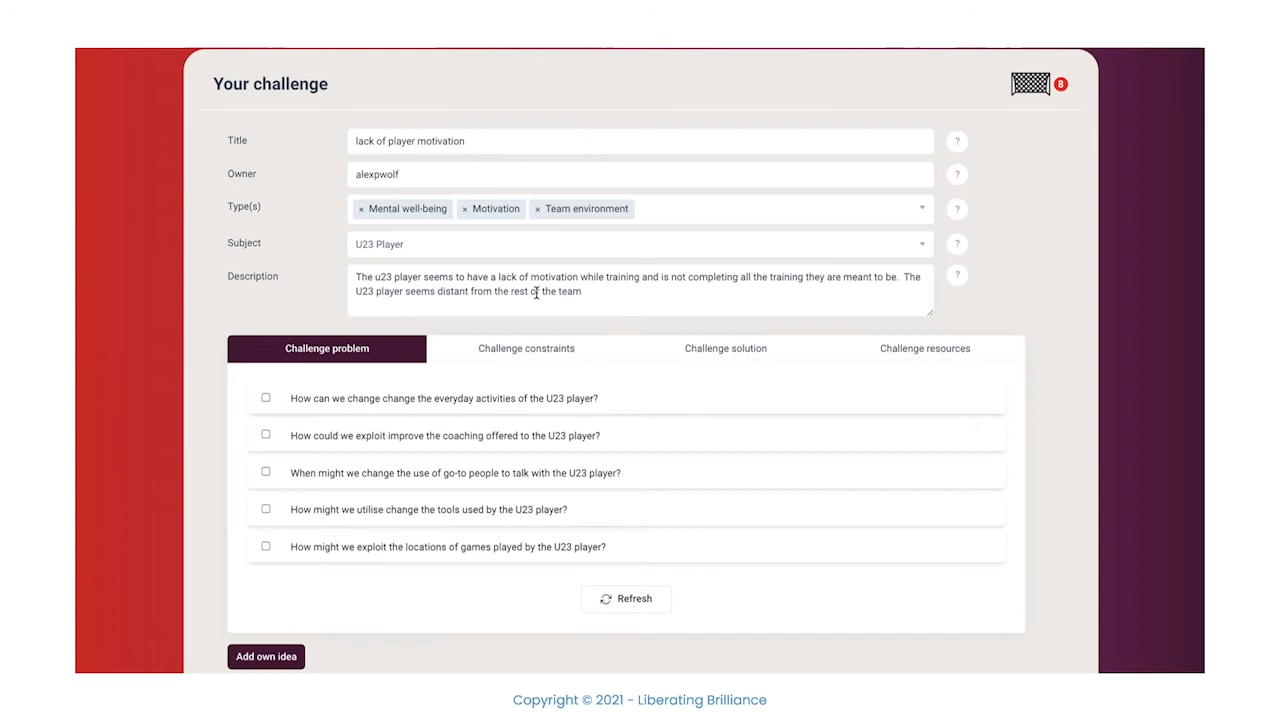 Your challenge
8
Title
lack of player motivation
?
Owner
alexpwolf
?
Type(s)
× Mental well-being × Motivation × Team environment
?
Subject
U23 Player
?
Description
The u23 player seems to have a lack of motivation while training and is not completing all the training they are meant to be. The
U23 player seems distant from the rest of the team
?
Challenge problem
Challenge constraints
Challenge solution
Challenge resources
How can we change change the everyday activities of the U23 player?
How could we exploit improve the coaching offered to the U23 player?
When might we change the use of go-to people to talk with the U23 player?
How might we utilise change the tools used by the U23 player?
How might we exploit the locations of games played by the U23 player?
Refresh
Add own idea
Copyright © 2021 - Liberating Brilliance